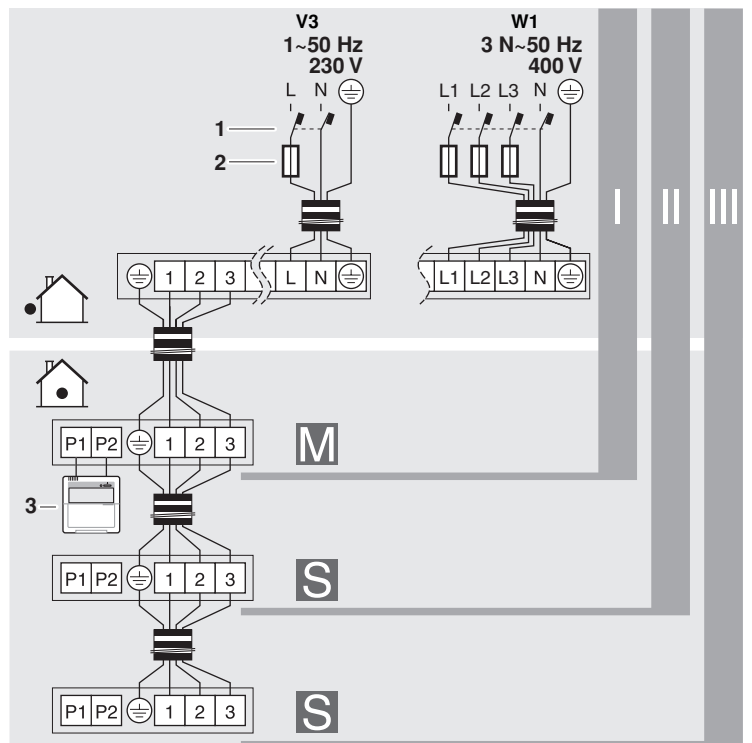 V3 W1
1~50 Hz 3 N~50 Hz
230 V 400 V
L N L1 L2 L3 N
1
2
I II III
1 2 3 L N L1 L2 L3 N
P1 P2 1 2 3 M
3
P1 P2 1 2 3 S
P1 P2 1 2 3 S